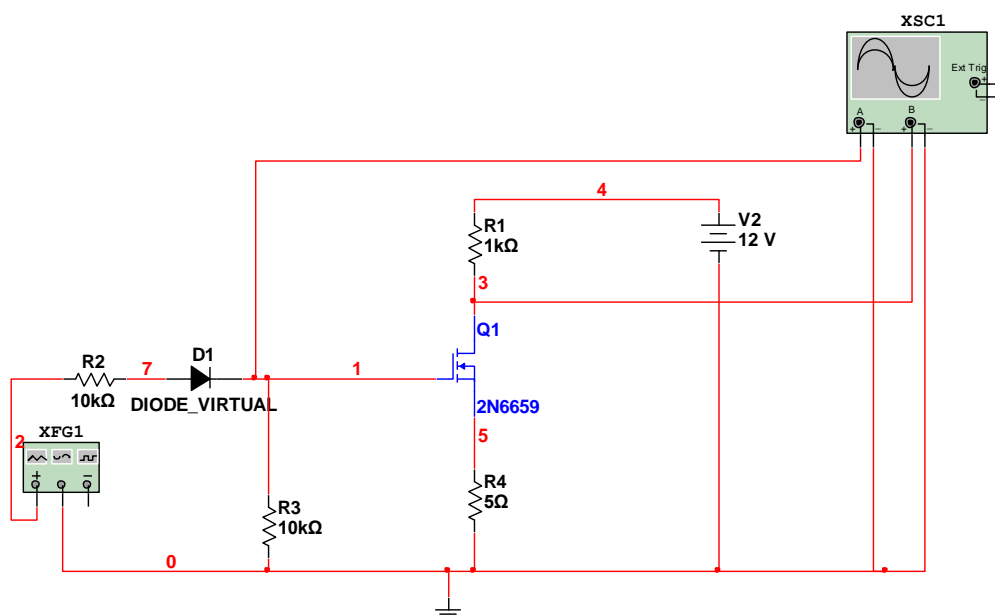 XSC1
Ext Trig
+
−
A
B
+ − + −
4
R1
1kΩ
V2
12 V
3
Q1
R2
7
D1
1
10kΩ
DIODE_VIRTUAL
2N6659
2
XFG1
+ −
5
R3
10kΩ
R4
5Ω
0